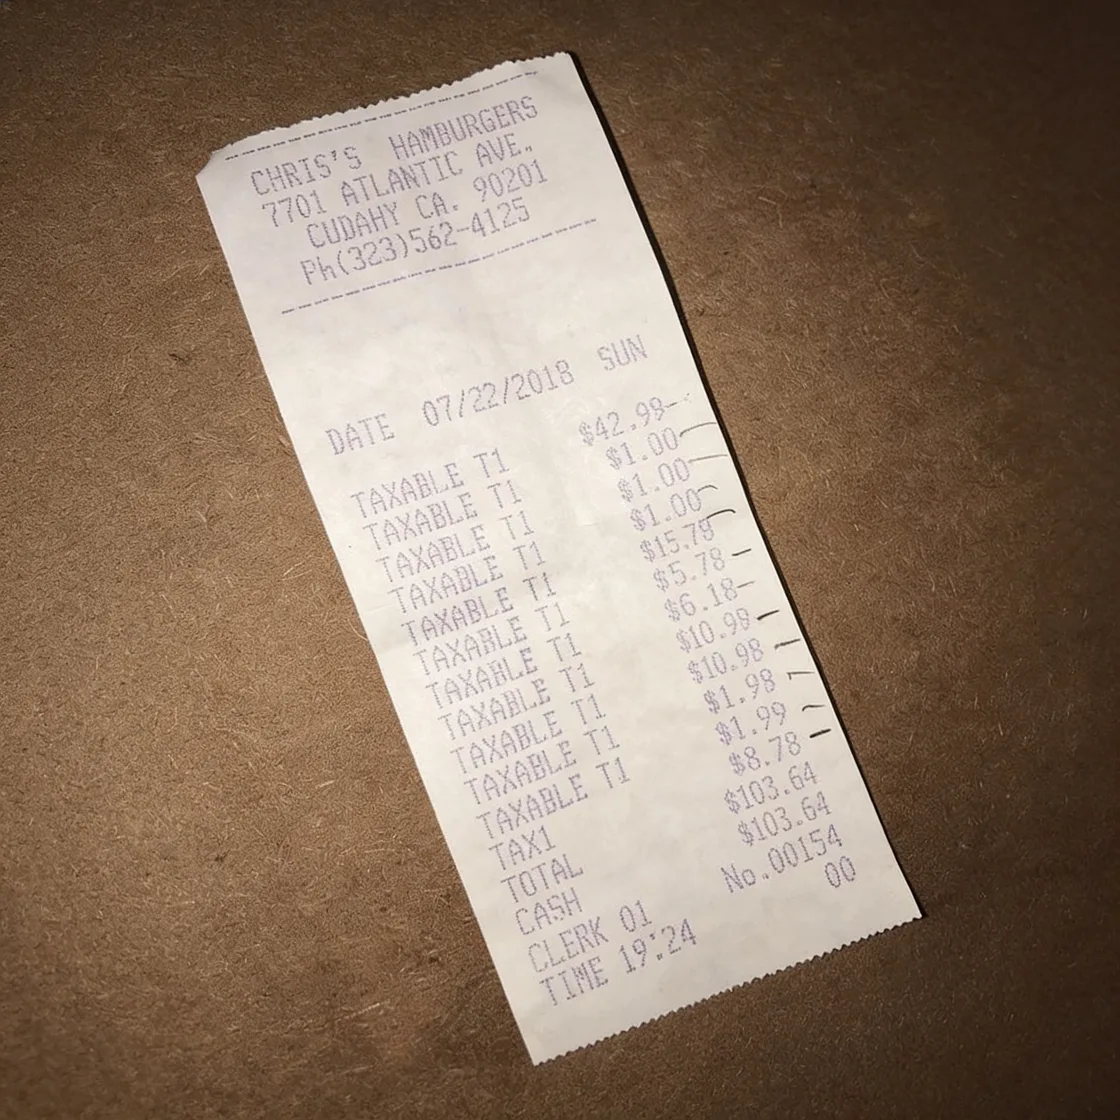 CHRIS'S HAMBURGERS
7701 ATLANTIC AVE.
CUDAHY CA. 90201
Ph(323)562-4125
DATE 07/22/2018 SUN
TAXABLE T1 $42.99
TAXABLE T1 $1.00
TAXABLE T1 $1.00
TAXABLE T1 $1.00
TAXABLE T1 $15.78
TAXABLE T1 $5.78
TAXABLE T1 $6.18
TAXABLE T1 $10.99
TAXABLE T1 $10.98
TAXABLE T1 $1.98
TAXABLE T1 $1.99
TAX1 $8.78
TOTAL $103.64
CASH $103.64
CLERK 01 No.00154
TIME 19:24 00